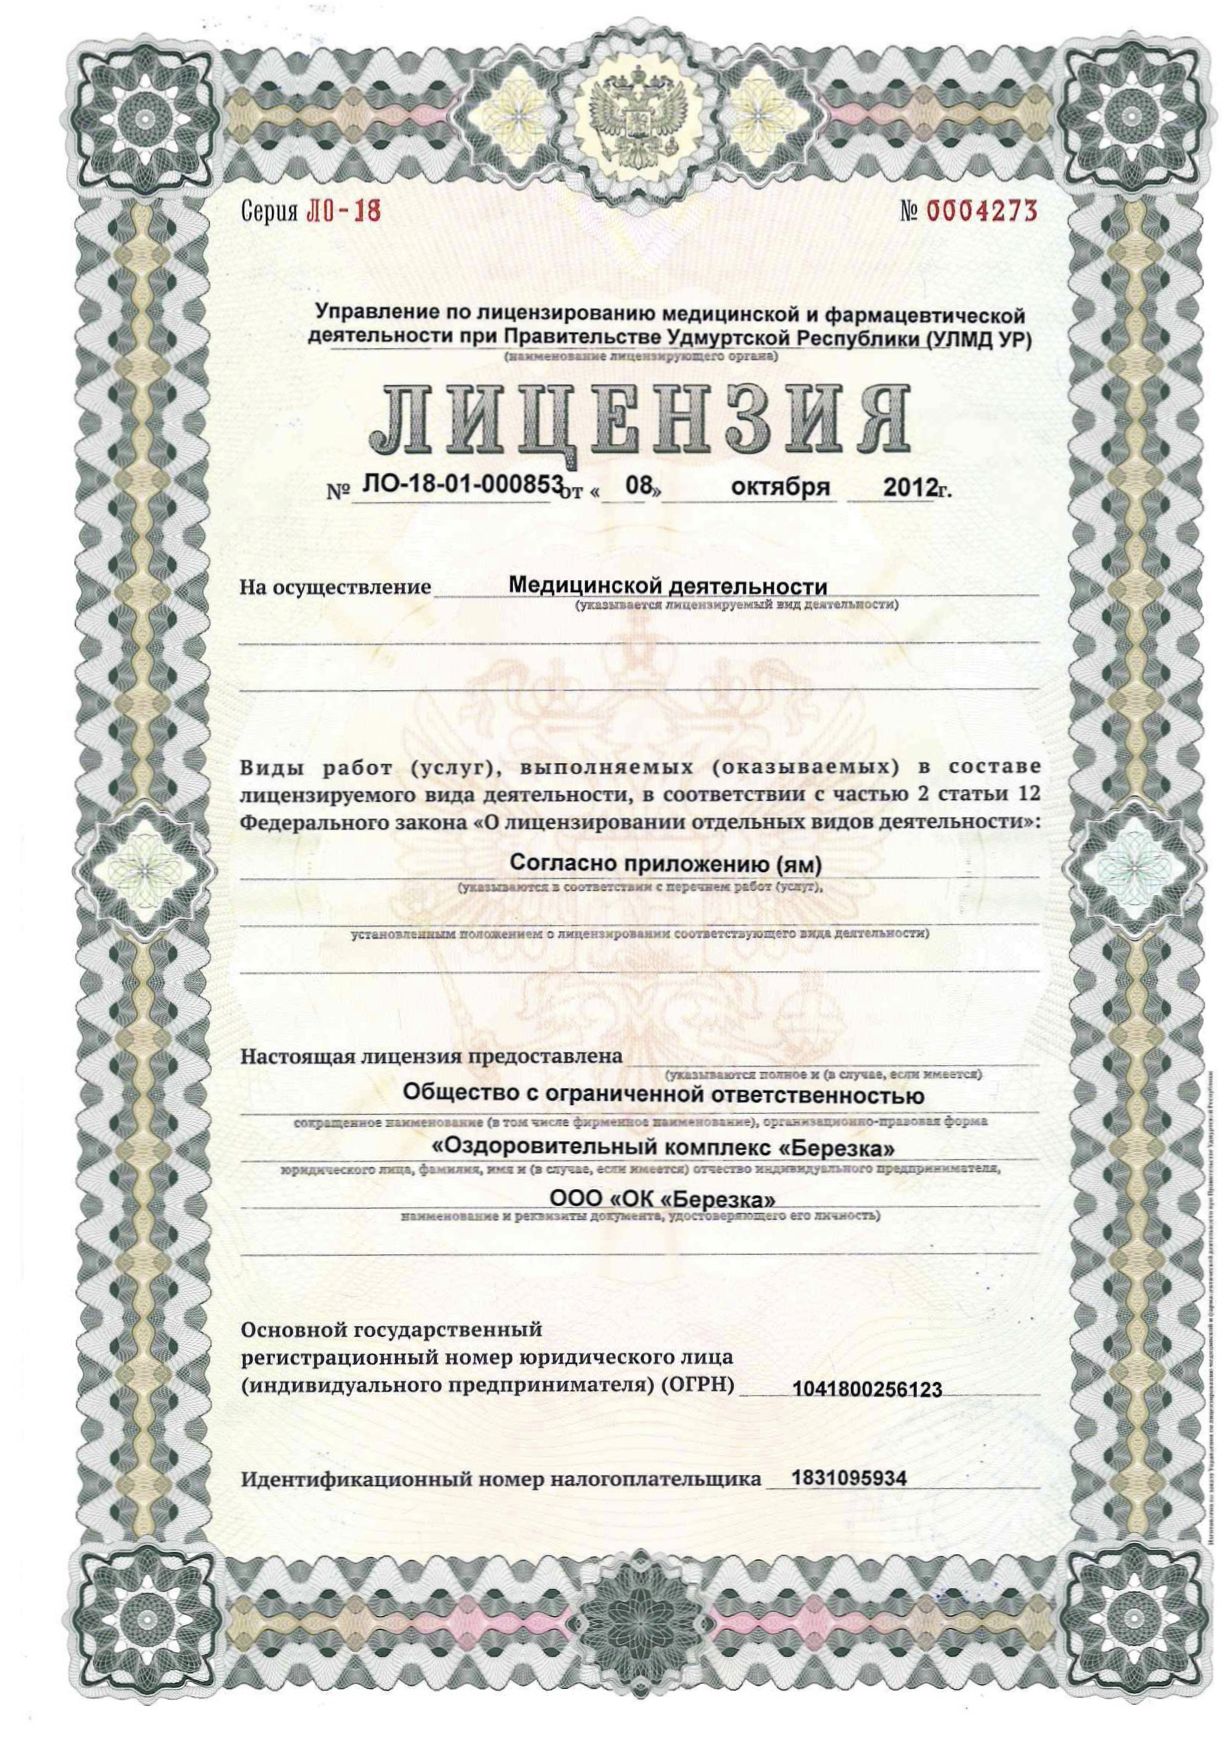 Серия ЛО-18 № 0004273
Управление по лицензированию медицинской и фармацевтической
деятельности при Правительстве Удмуртской Республики (УЛМД УР)
(наименование лицензирующего органа)
ЛИЦЕНЗИЯ
№ ЛО-18-01-000853 от « 08» октября 2012г.
На осуществление Медицинской деятельности
(указывается лицензируемый вид деятельности)
Виды работ (услуг), выполняемых (оказываемых) в составе
лицензируемого вида деятельности, в соответствии с частью 2 статьи 12
Федерального закона «О лицензировании отдельных видов деятельности»:
Согласно приложению (ям)
(указываются в соответствии с перечнем работ (услуг),
установленным положением о лицензировании соответствующего вида деятельности)
Настоящая лицензия предоставлена
(указываются полное и (в случае, если имеется)
Общество с ограниченной ответственностью
сокращенное наименование (в том числе фирменное наименование), организационно-правовая форма
«Оздоровительный комплекс «Березка»
юридического лица, фамилия, имя и (в случае, если имеется) отчество индивидуального предпринимателя,
ООО «ОК «Березка»
наименование и реквизиты документа, удостоверяющего его личность)
Основной государственный
регистрационный номер юридического лица
(индивидуального предпринимателя) (ОГРН) 1041800256123
Идентификационный номер налогоплательщика 1831095934